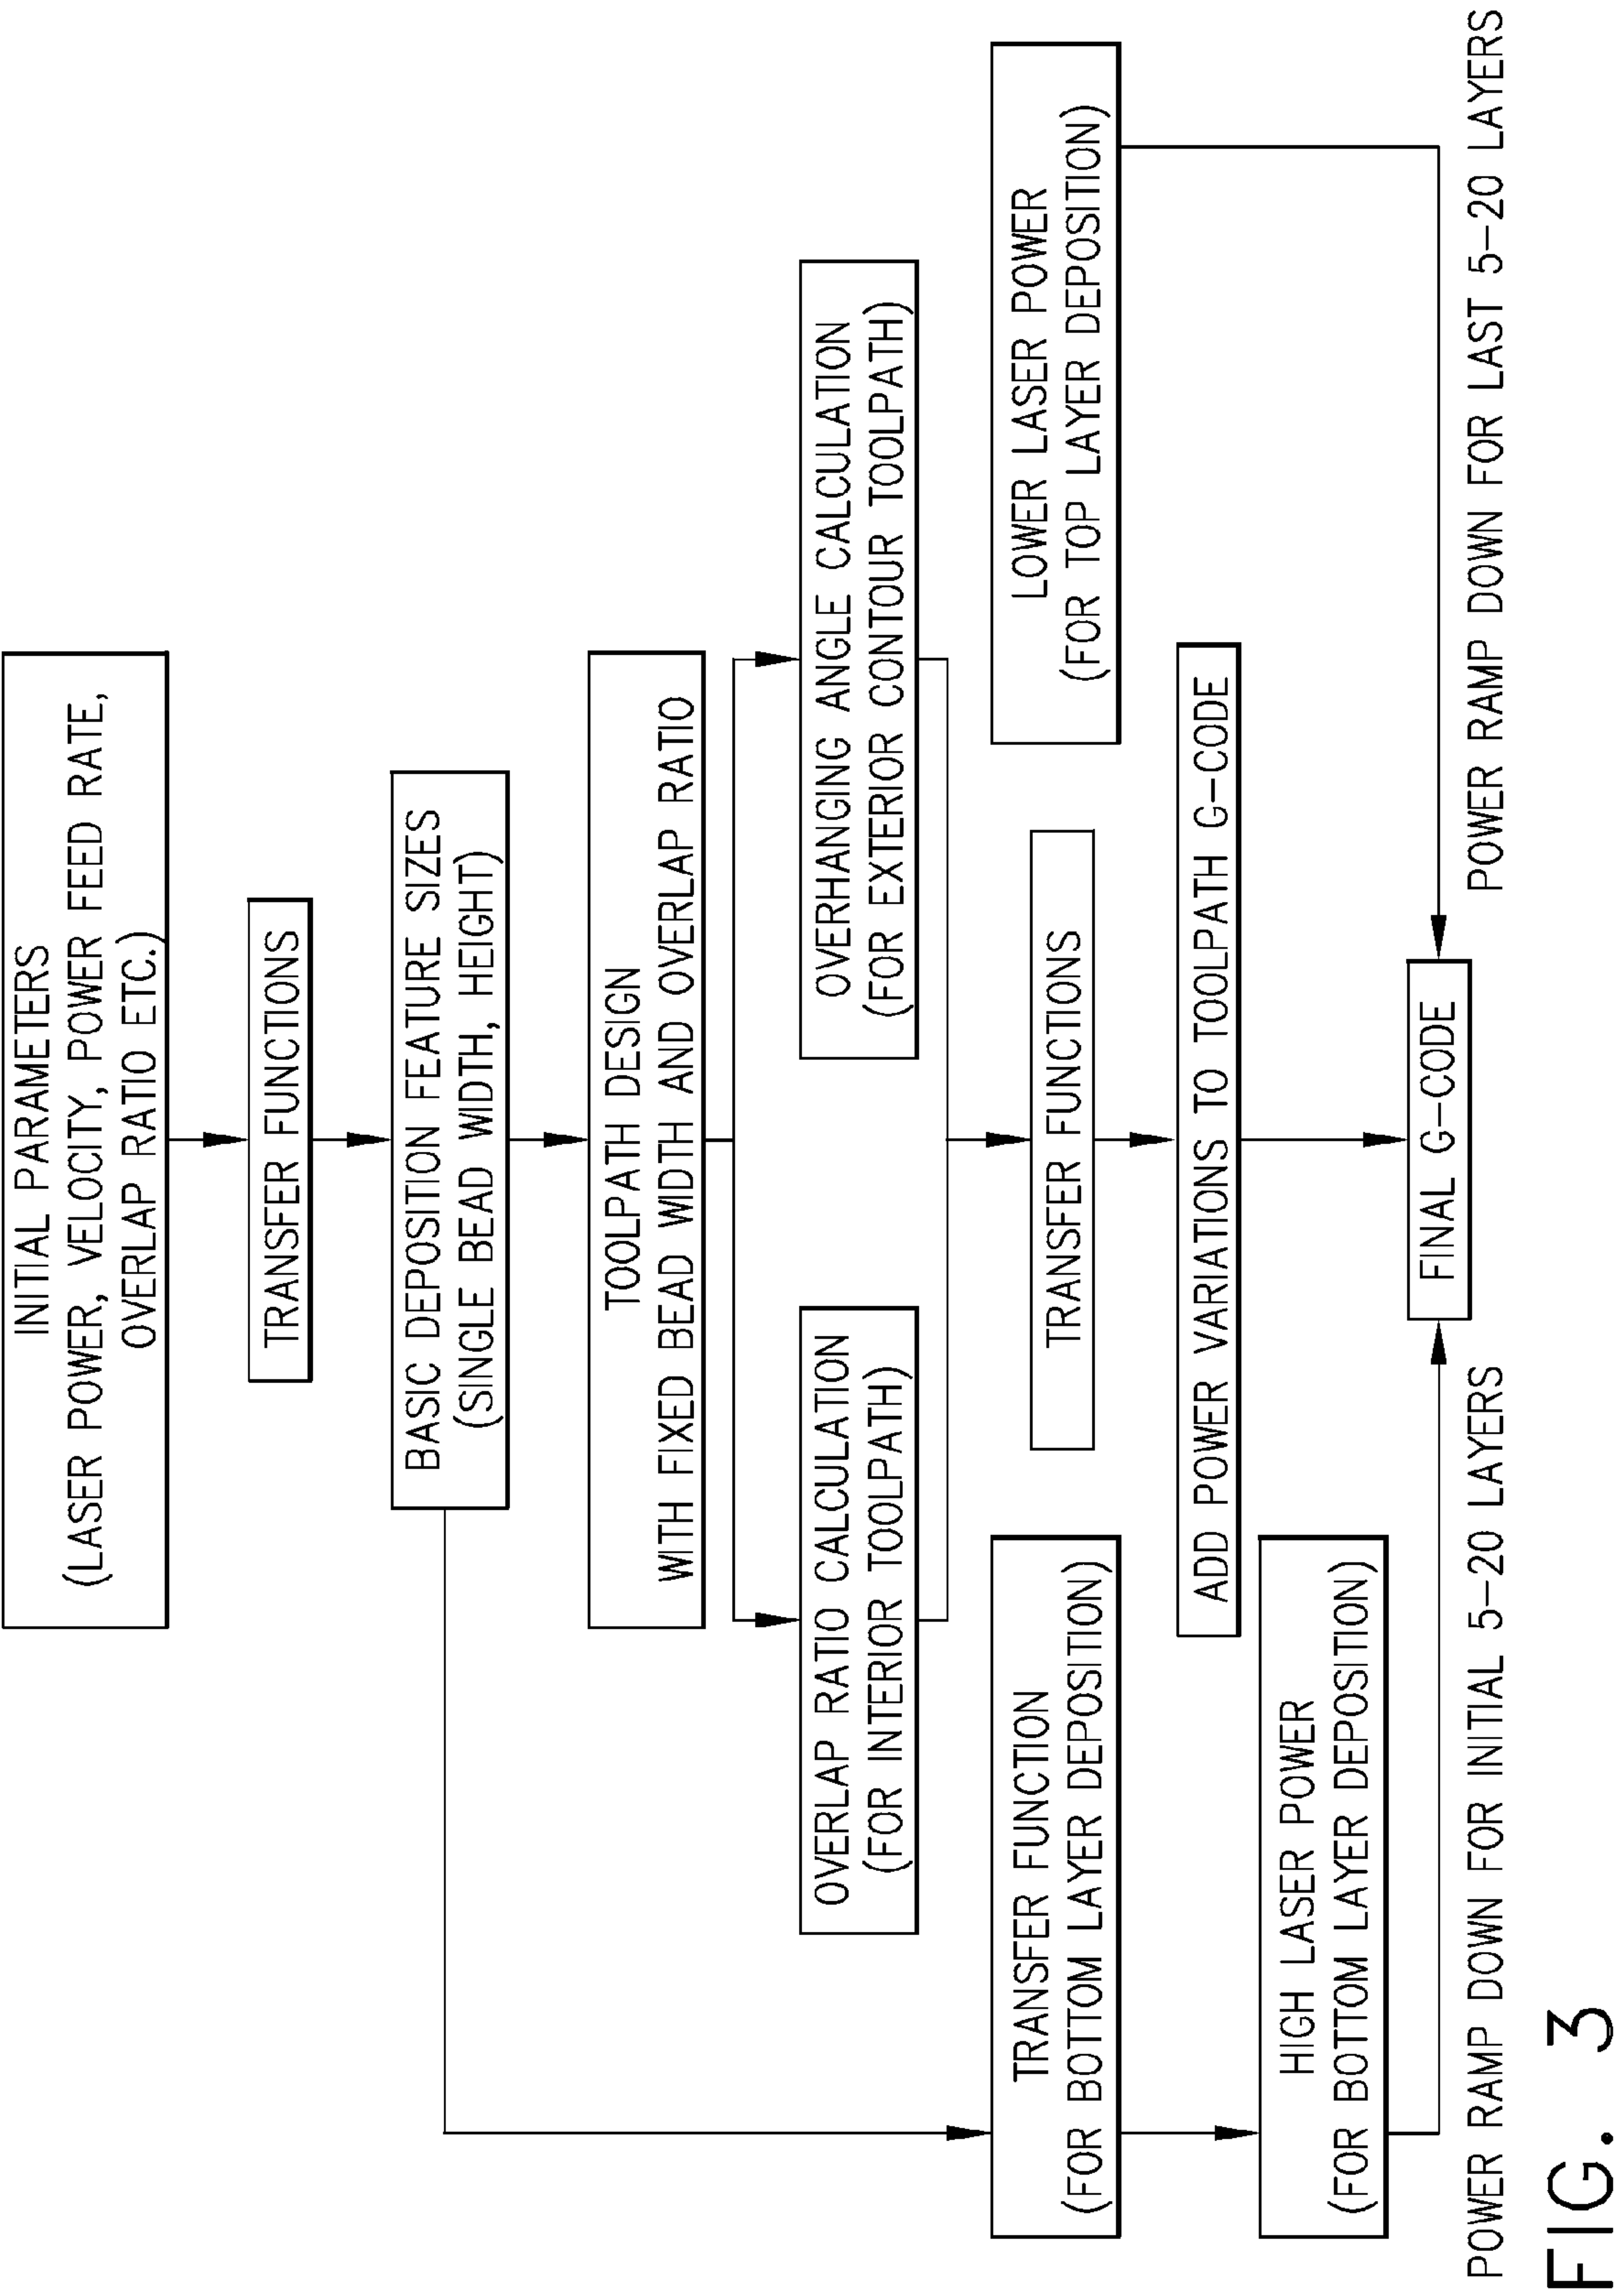 INITIAL PARAMETERS
(LASER POWER, VELOCITY, POWER FEED RATE,
OVERLAP RATIO ETC.)
TRANSFER FUNCTIONS
BASIC DEPOSITION FEATURE SIZES
(SINGLE BEAD WIDTH, HEIGHT)
TOOLPATH DESIGN
WITH FIXED BEAD WIDTH AND OVERLAP RATIO
OVERLAP RATIO CALCULATION
(FOR INTERIOR TOOLPATH)
OVERHANGING ANGLE CALCULATION
(FOR EXTERIOR CONTOUR TOOLPATH)
TRANSFER FUNCTION
(FOR BOTTOM LAYER DEPOSITION)
TRANSFER FUNCTIONS
LOWER LASER POWER
(FOR TOP LAYER DEPOSITION)
ADD POWER VARIATIONS TO TOOLPATH G-CODE
HIGH LASER POWER
(FOR BOTTOM LAYER DEPOSITION)
FINAL G-CODE
POWER RAMP DOWN FOR INITIAL 5-20 LAYERS
POWER RAMP DOWN FOR LAST 5-20 LAYERS
FIG. 3